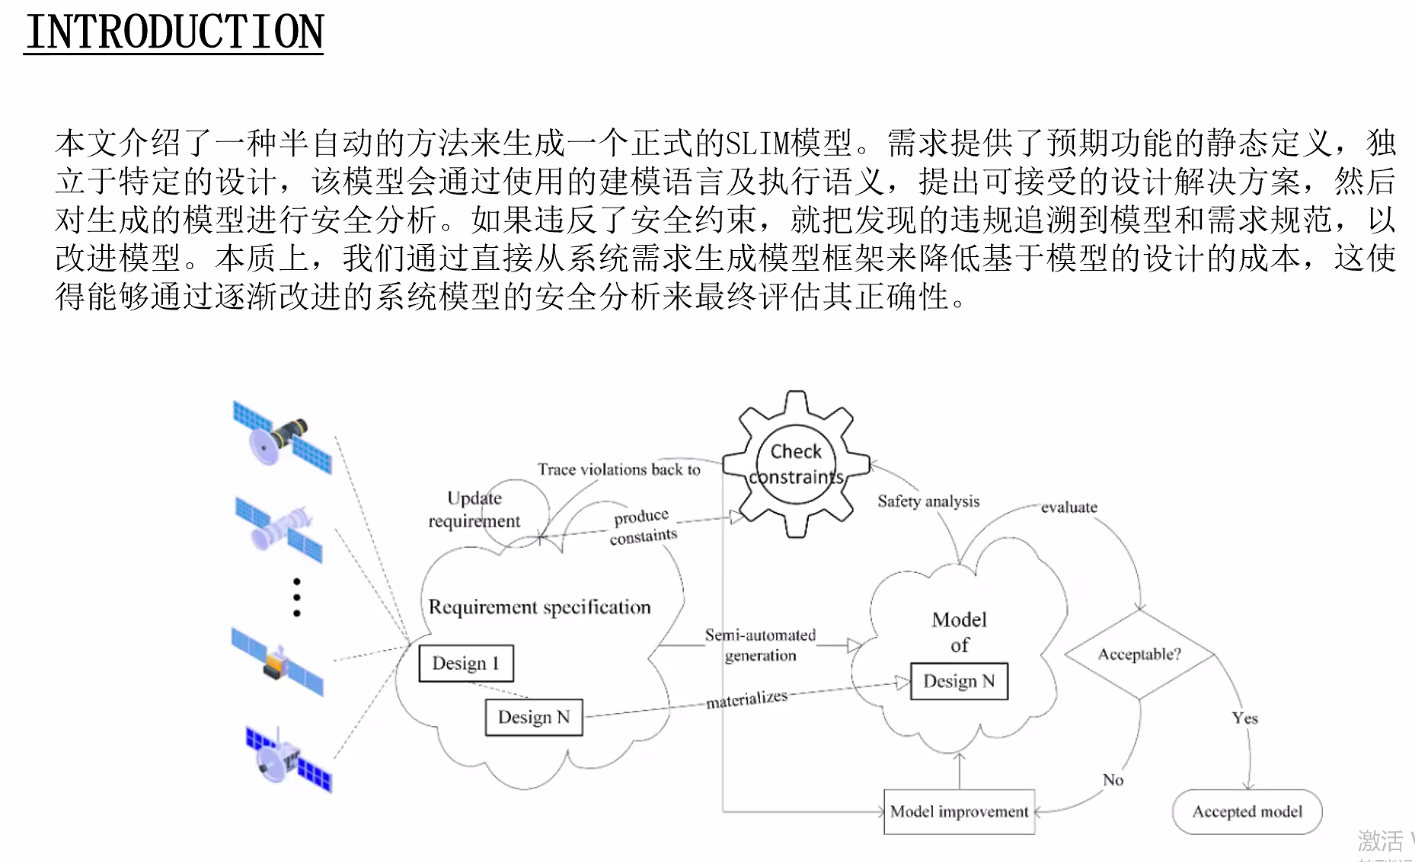 INTRODUCTION
本文介绍了一种半自动的方法来生成一个正式的SLIM模型。需求提供了预期功能的静态定义，独
立于特定的设计，该模型会通过使用的建模语言及执行语义，提出可接受的设计解决方案，然后
对生成的模型进行安全分析。如果违反了安全约束，就把发现的违规追溯到模型和需求规范，以
改进模型。本质上，我们通过直接从系统需求生成模型框架来降低基于模型的设计的成本，这使
得能够通过逐渐改进的系统模型的安全分析来最终评估其正确性。
Check
constraints
Trace violations back to
Update
requirement
produce
constaints
Safety analysis
evaluate
Requirement specification
Design 1
Design N
Semi-automated
generation
materializes
Model
of
Design N
Acceptable?
Yes
No
Model improvement
Accepted model
激活